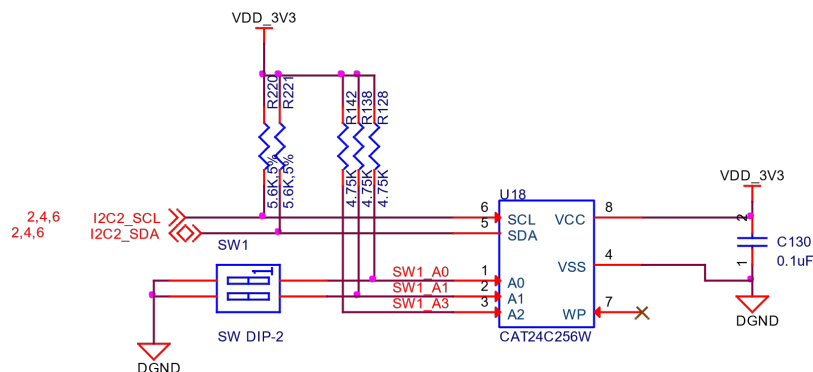 VDD_3V3
R220
R221
R142
R138
R128
5.6K,5%
5.6K,5%
4.75K
4.75K
4.75K
U18
VDD_3V3
2,4,6 I2C2_SCL
2,4,6 I2C2_SDA
6 SCL VCC 8
5 SDA
2
C130
0.1uF
1
SW1
1
VSS 4
SW1_A0 1 A0
SW1_A1 2 A1
SW1_A3 3 A2
WP 7
DGND
SW DIP-2
CAT24C256W
DGND